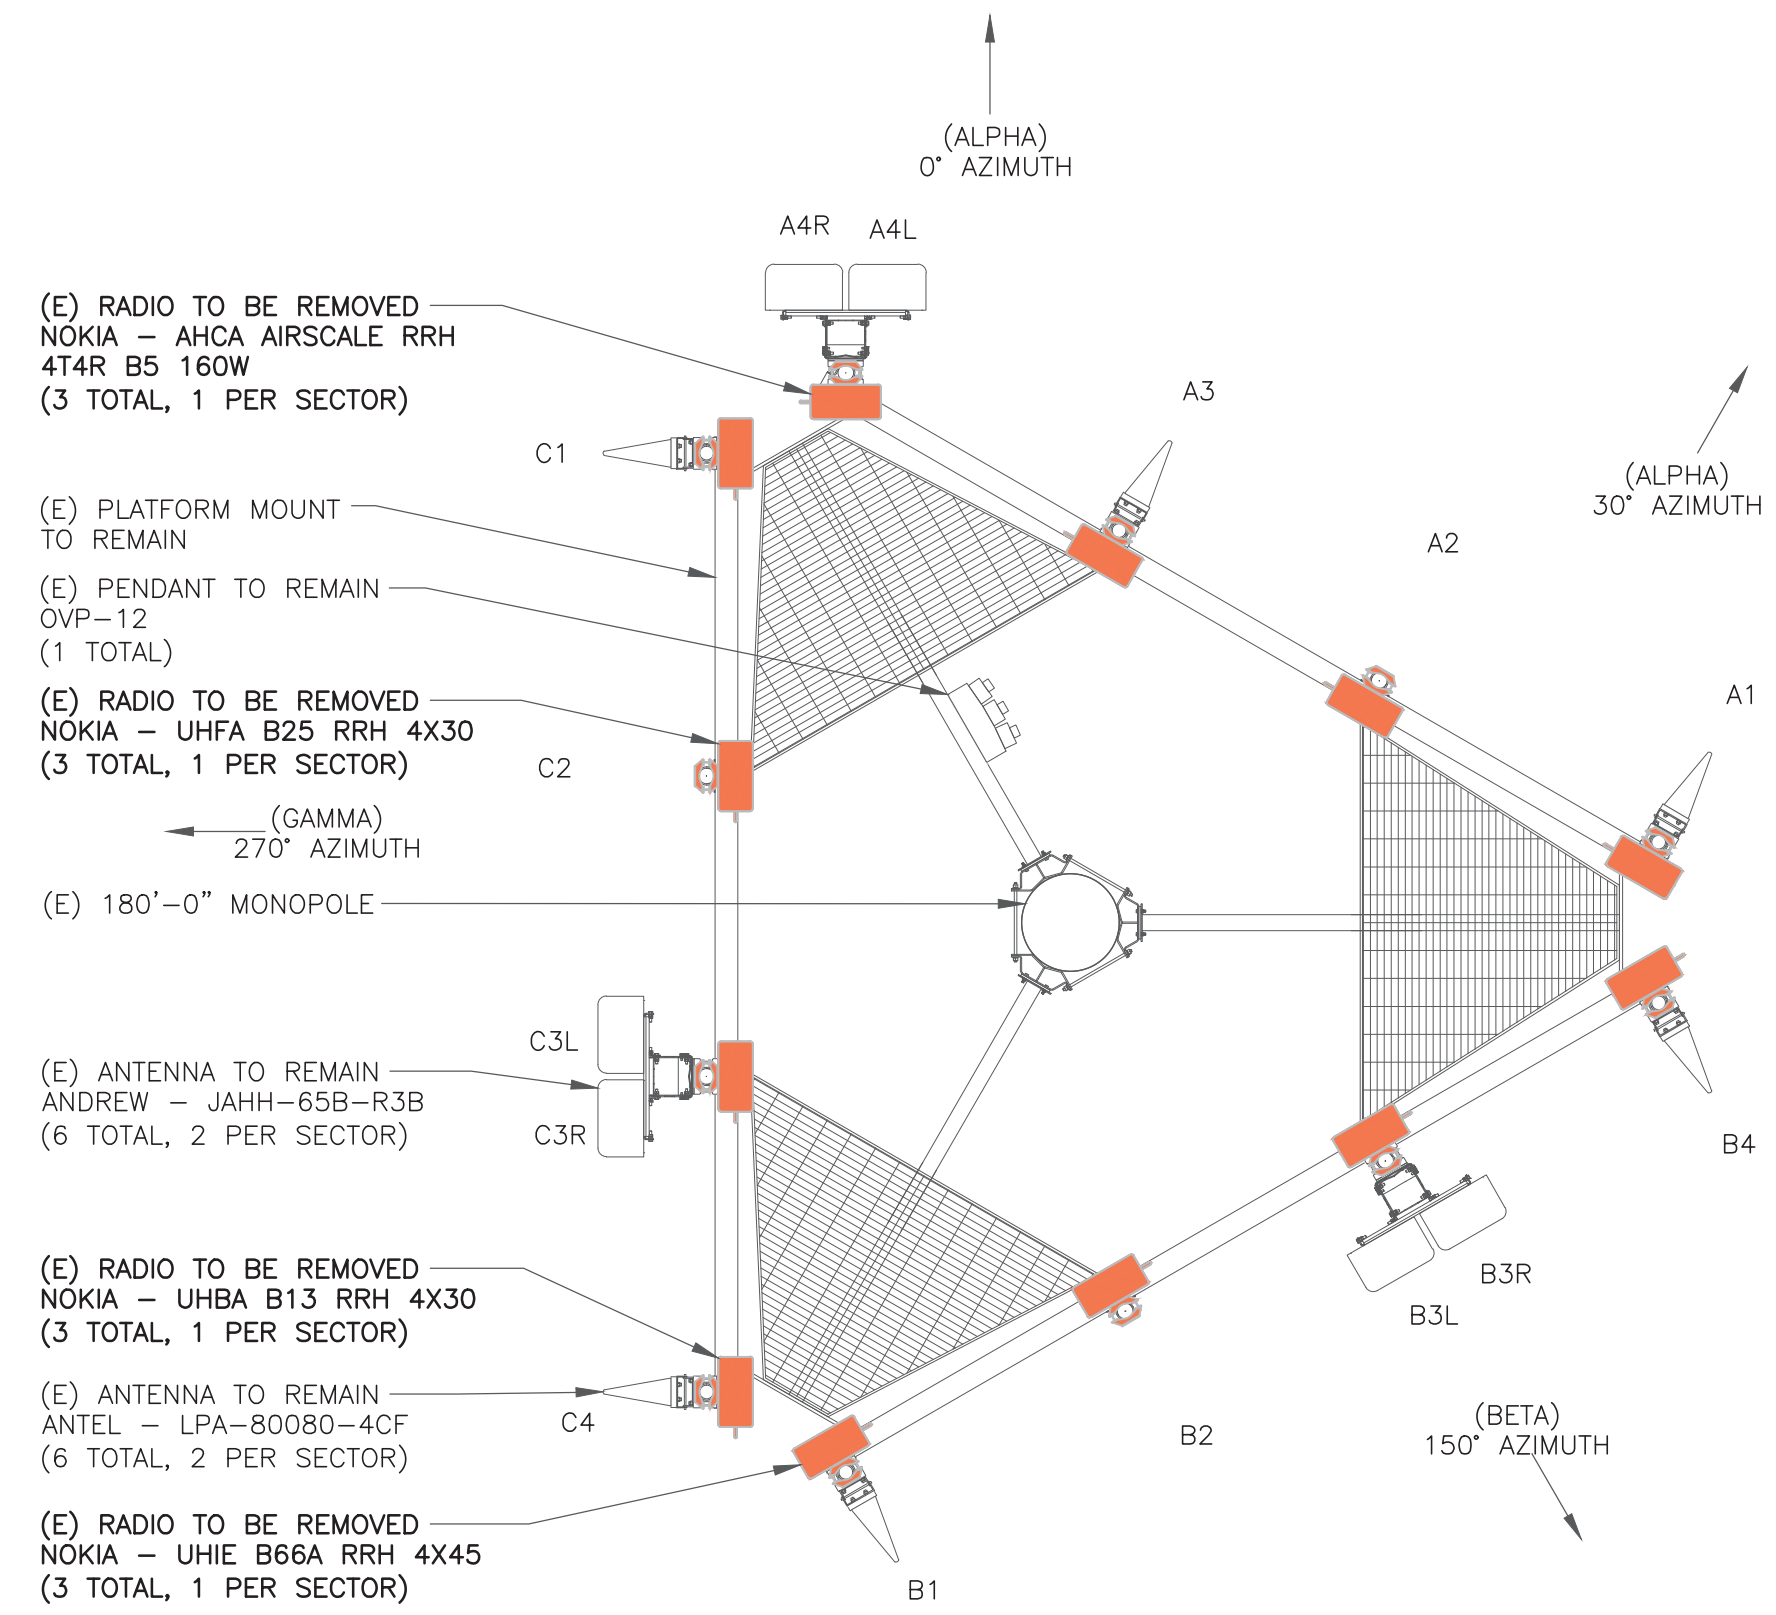 (ALPHA)
0° AZIMUTH
A4R
A4L
(E) RADIO TO BE REMOVED
NOKIA – AHCA AIRSCALE RRH
4T4R B5 160W
(3 TOTAL, 1 PER SECTOR)
A3
C1
(ALPHA)
30° AZIMUTH
(E) PLATFORM MOUNT
TO REMAIN
A2
(E) PENDANT TO REMAIN
OVP–12
(1 TOTAL)
A1
(E) RADIO TO BE REMOVED
NOKIA – UHFA B25 RRH 4X30
(3 TOTAL, 1 PER SECTOR)
C2
(GAMMA)
270° AZIMUTH
(E) 180'–0" MONOPOLE
C3L
(E) ANTENNA TO REMAIN
ANDREW – JAHH–65B–R3B
(6 TOTAL, 2 PER SECTOR)
C3R
B4
(E) RADIO TO BE REMOVED
NOKIA – UHBA B13 RRH 4X30
(3 TOTAL, 1 PER SECTOR)
B3R
B3L
(E) ANTENNA TO REMAIN
ANTEL – LPA–80080–4CF
(6 TOTAL, 2 PER SECTOR)
C4
B2
(BETA)
150° AZIMUTH
(E) RADIO TO BE REMOVED
NOKIA – UHIE B66A RRH 4X45
(3 TOTAL, 1 PER SECTOR)
B1